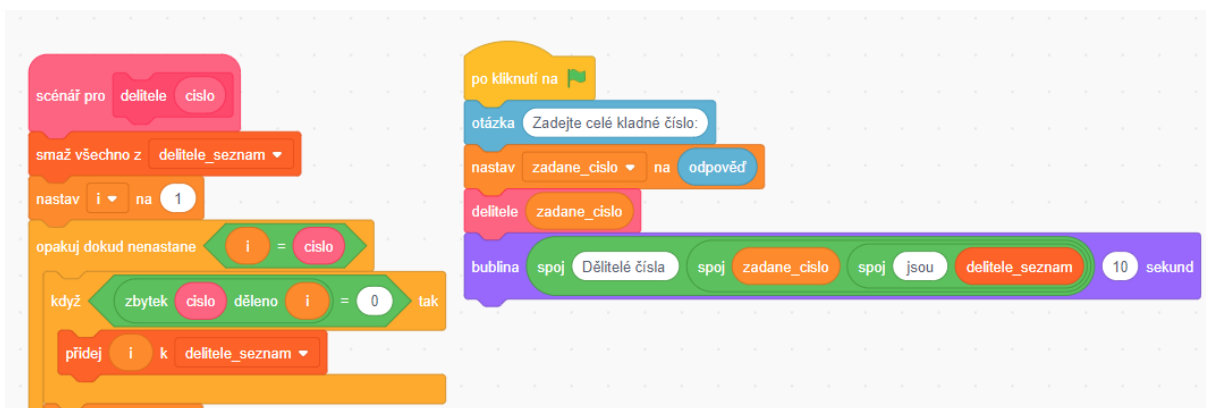 scénář pro delitele cislo
smaž všechno z delitele_seznam
nastav i na 1
opakuj dokud nenastane i = cislo
když zbytek cislo děleno i = 0 tak
přidej i k delitele_seznam
po kliknutí na
otázka Zadejte celé kladné číslo:
nastav zadane_cislo na odpověď
delitele zadane_cislo
bublina spoj Dělitelé čísla spoj zadane_cislo spoj jsou delitele_seznam 10 sekund